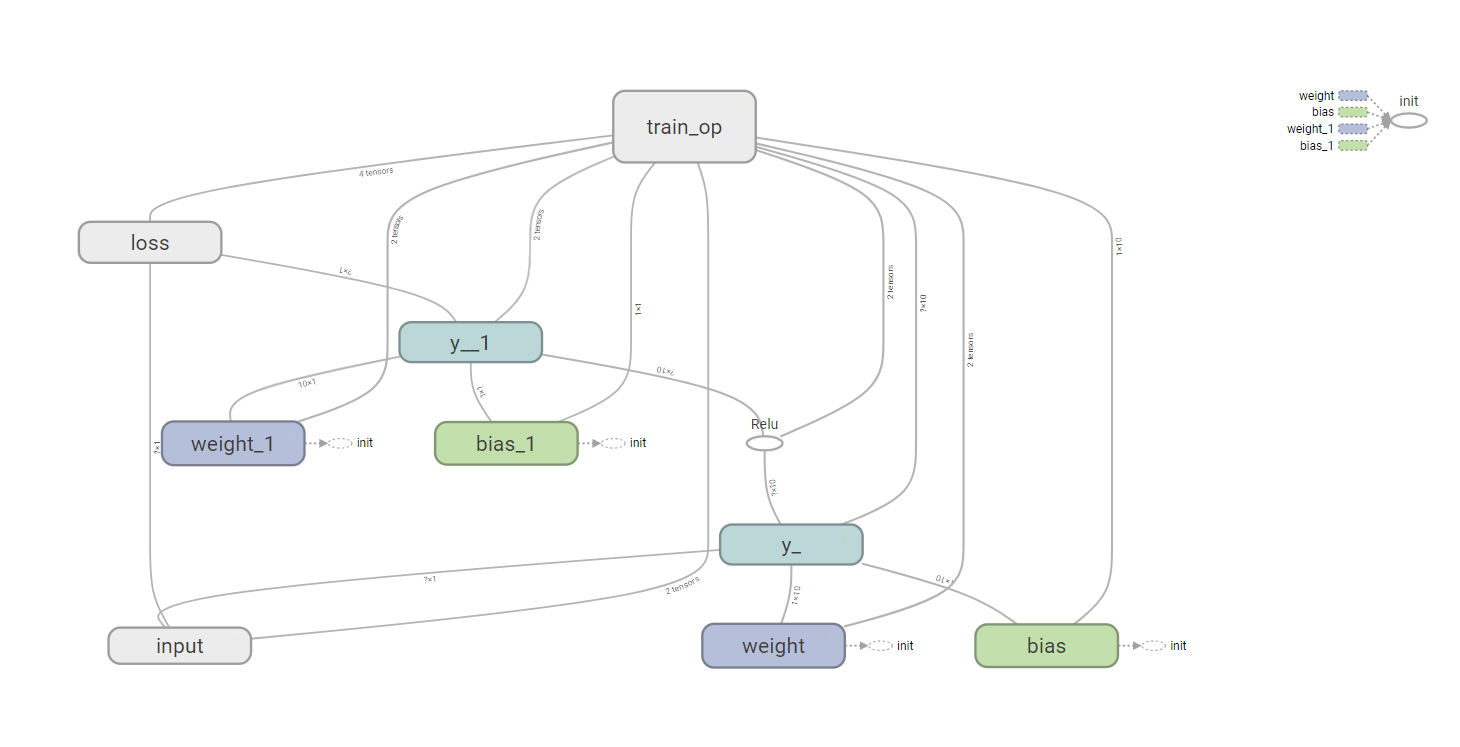 train_op
weight
bias
weight_1
bias_1
init
4 tensors
2 tensors
2 tensors
loss
?×1
1×10
1×1
2 tensors
?×10
y__1
2 tensors
10×1
1×1
?×10
Relu
?×1
weight_1
init
bias_1
init
?×10
y_
?×1
2 tensors
1×10
1×10
input
weight
init
bias
init